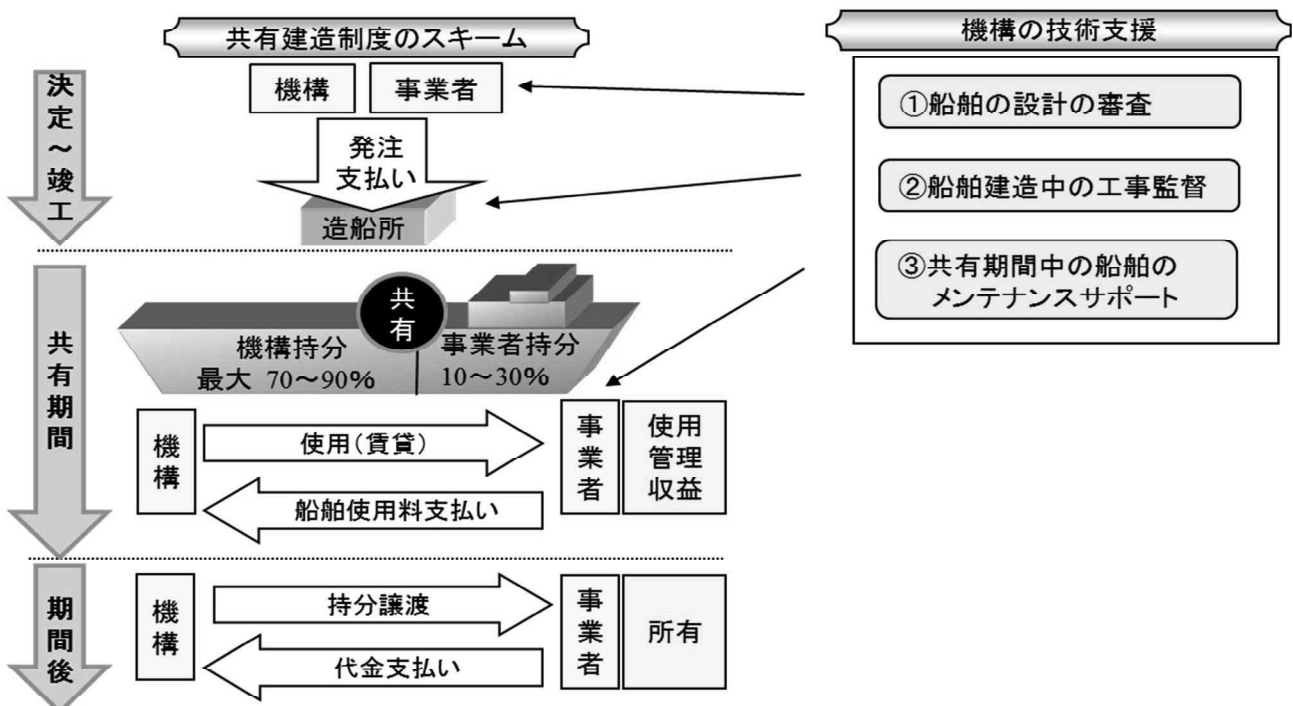 共有建造制度のスキーム
機構
事業者
発注
支払い
造船所
決定～竣工
共有期間
共有
機構持分
最大 70～90%
事業者持分
10～30%
機構
使用(賃貸)
船舶使用料支払い
事業者
使用
管理
収益
期間後
機構
持分譲渡
代金支払い
事業者
所有
機構の技術支援
①船舶の設計の審査
②船舶建造中の工事監督
③共有期間中の船舶の
メンテナンスサポート